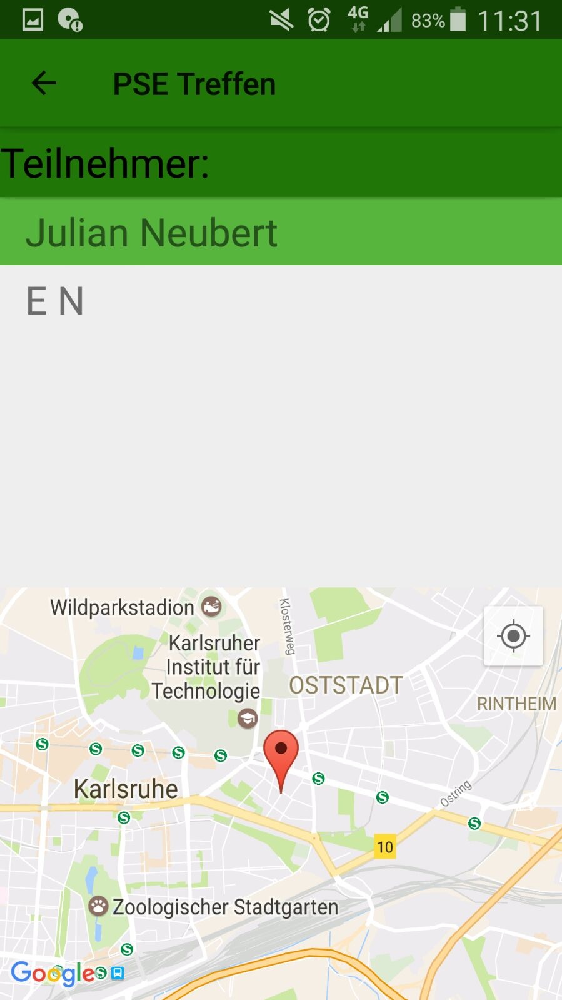 4G 83% 11:31
PSE Treffen
Teilnehmer:
Julian Neubert
E N
Wildparkstadion
Klosterweg
Karlsruher
Institut für
Technologie
OSTSTADT
RINTHEIM
S S S S S
Karlsruhe
S
S
Ostring
S
S
10
Zoologischer Stadtgarten
S
Google S